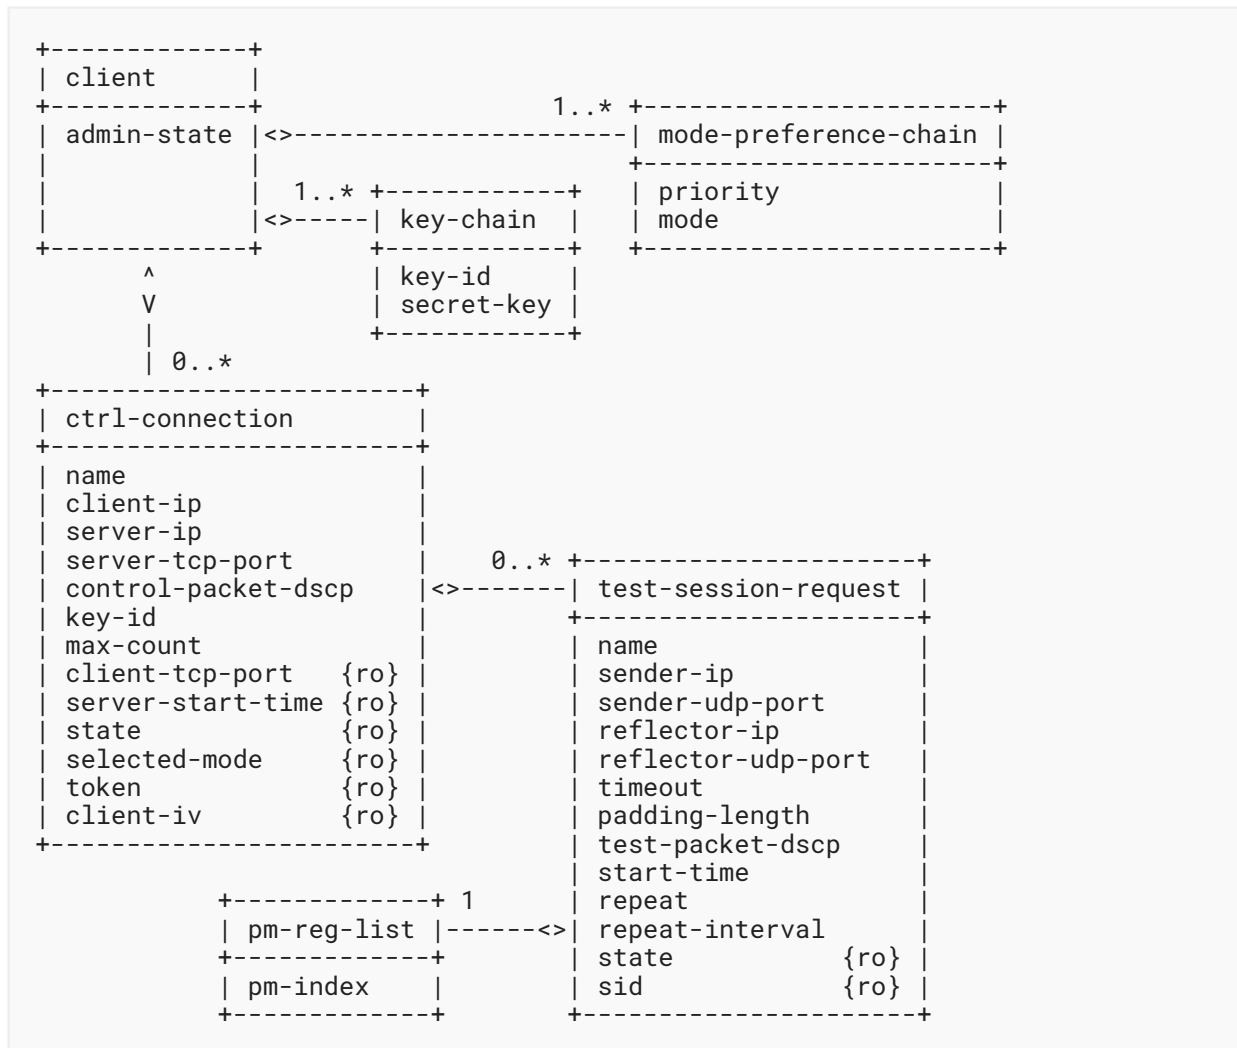 +-------------+
| client      |
+-------------+                   1..* +-----------------------+
| admin-state |<>----------------------| mode-preference-chain |
|             |                        +-----------------------+
|             |  1..* +------------+   | priority              |
|             |<>-----| key-chain  |   | mode                  |
+-------------+       +------------+   +-----------------------+
       ^              | key-id     |
       V              | secret-key |
       |              +------------+
       | 0..*
+------------------------+
| ctrl-connection        |
+------------------------+
| name                   |
| client-ip              |
| server-ip              |
| server-tcp-port        |    0..* +----------------------+
| control-packet-dscp    |<>-------| test-session-request |
| key-id                 |         +----------------------+
| max-count              |         | name                 |
| client-tcp-port   {ro} |         | sender-ip            |
| server-start-time {ro} |         | sender-udp-port      |
| state             {ro} |         | reflector-ip         |
| selected-mode     {ro} |         | reflector-udp-port   |
| token             {ro} |         | timeout              |
| client-iv         {ro} |         | padding-length       |
+------------------------+         | test-packet-dscp     |
                                   | start-time           |
            +-------------+ 1      | repeat               |
            | pm-reg-list |------<>| repeat-interval      |
            +-------------+        | state           {ro} |
            | pm-index    |        | sid             {ro} |
            +-------------+        +----------------------+